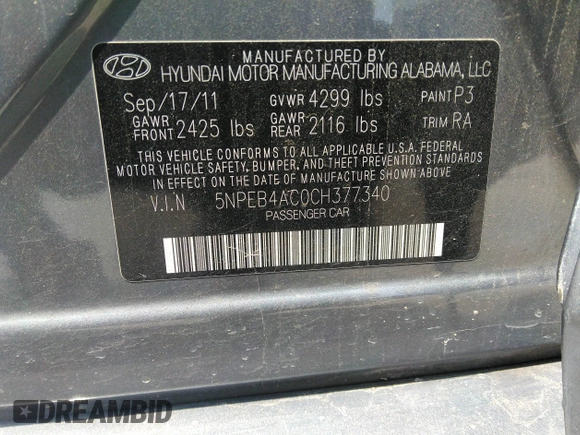 MANUFACTURED BY
HYUNDAI MOTOR MANUFACTURING ALABAMA, LLC
Sep/17/11 GVWR 4299 lbs PAINT P3
GAWR FRONT 2425 lbs GAWR REAR 2116 lbs TRIM RA
THIS VEHICLE CONFORMS TO ALL APPLICABLE U.S.A. FEDERAL
MOTOR VEHICLE SAFETY, BUMPER, AND THEFT PREVENTION STANDARDS
IN EFFECT ON THE DATE OF MANUFACTURE SHOWN ABOVE
V.I.N 5NPEB4AC0CH377340
PASSENGER CAR
DREAMBID